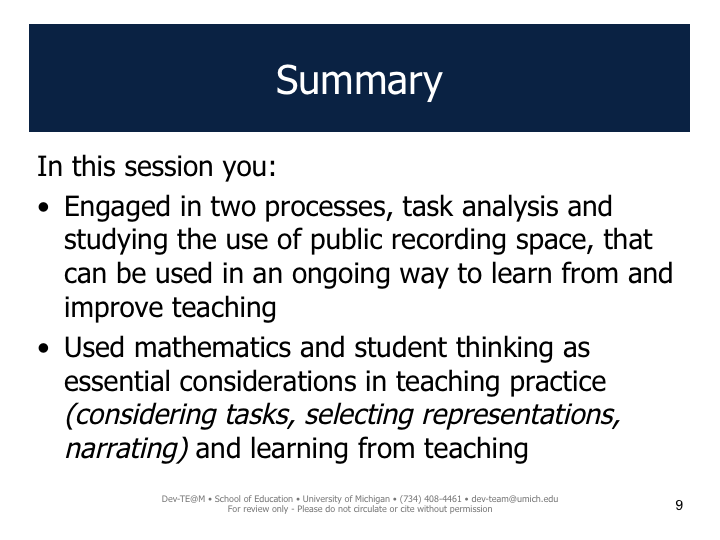 Summary
In this session you:
• Engaged in two processes, task analysis and
studying the use of public recording space, that
can be used in an ongoing way to learn from and
improve teaching
• Used mathematics and student thinking as
essential considerations in teaching practice
(considering tasks, selecting representations,
narrating) and learning from teaching
Dev-TE@M • School of Education • University of Michigan • (734) 408-4461 • dev-team@umich.edu
For review only - Please do not circulate or cite without permission
9